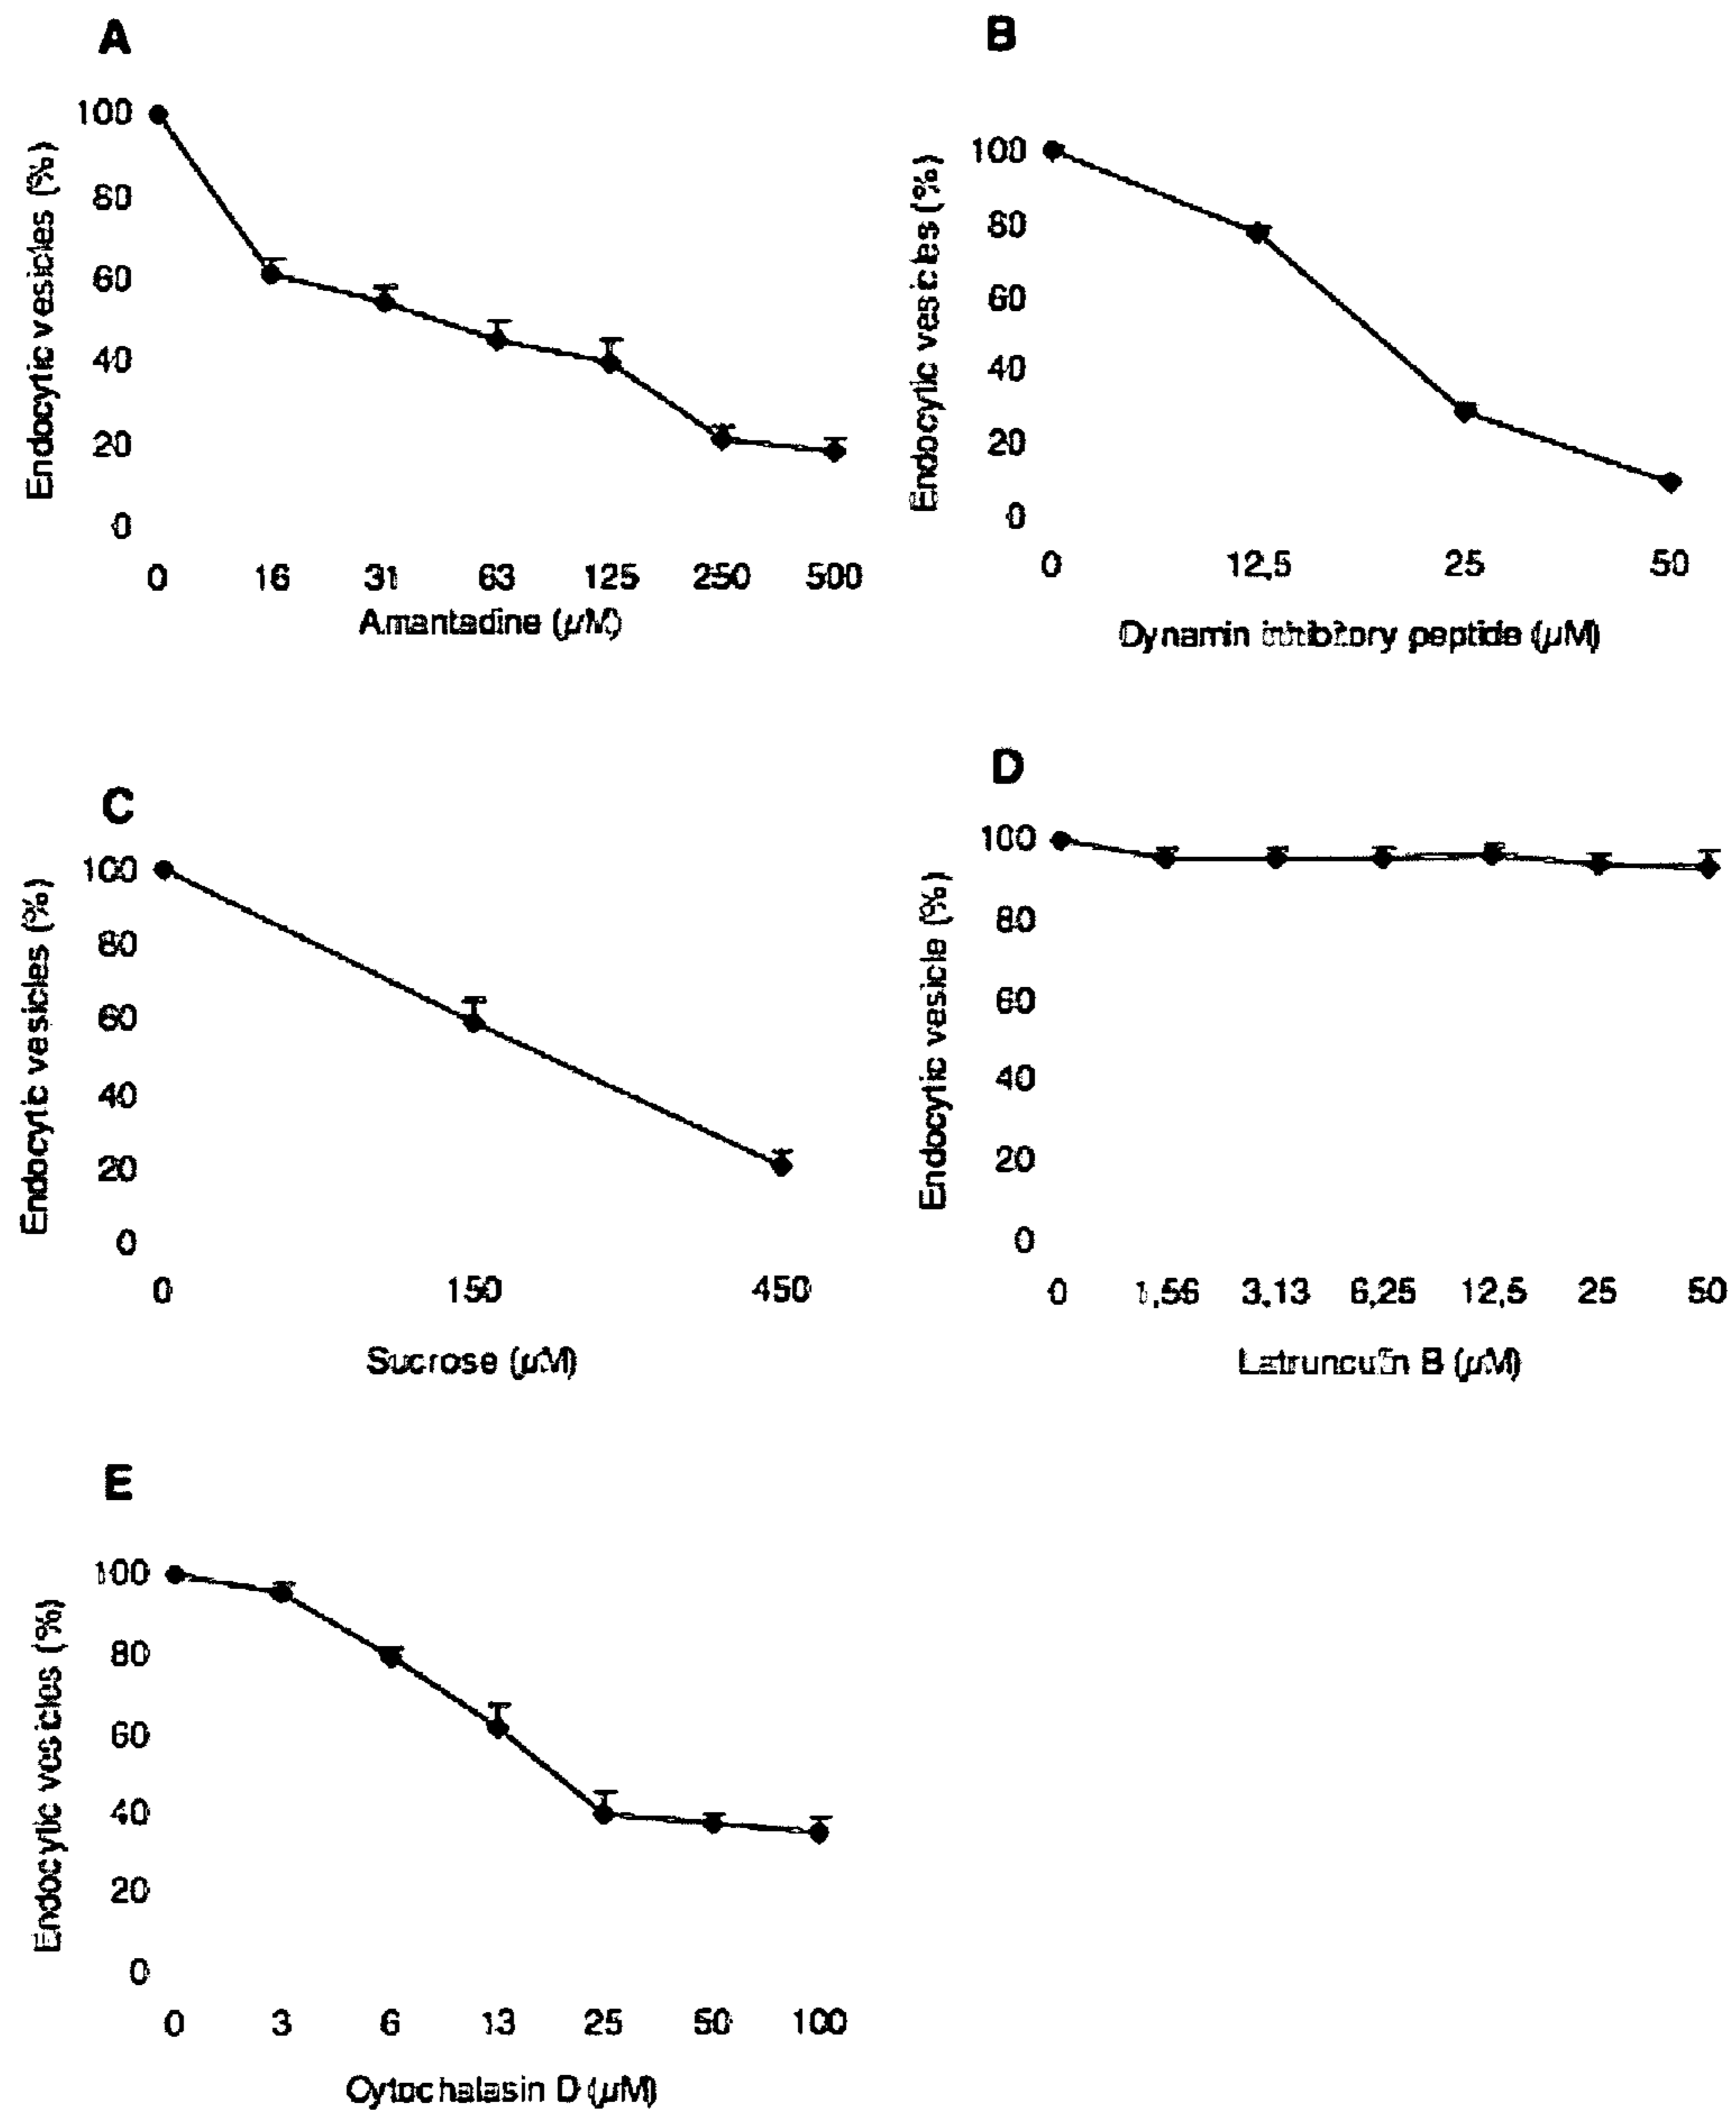 A
Endocytic vesicles (%)
100
80
60
40
20
0
0 16 31 63 125 250 500
Amantadine (µM)
B
Endocytic vesicles (%)
100
80
60
40
20
0
0 12,5 25 50
Dynamin inhibitory peptide (µM)
C
Endocytic vesicles (%)
100
80
60
40
20
0
0 150 450
Sucrose (µM)
D
Endocytic vesicle (%)
100
80
60
40
20
0
0 1,56 3,13 6,25 12,5 25 50
Latrunculin B (µM)
E
Endocytic vesicles (%)
100
80
60
40
20
0
0 3 6 13 25 50 100
Cytochalasin D (µM)